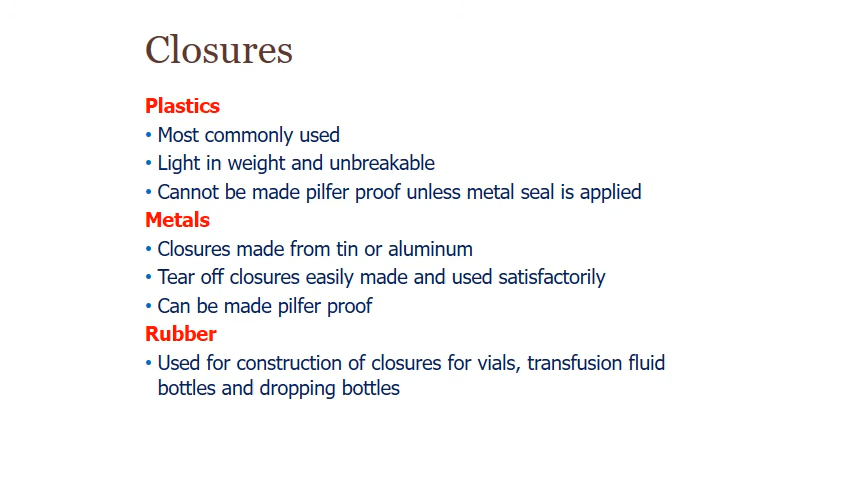 Closures
Plastics
• Most commonly used
• Light in weight and unbreakable
• Cannot be made pilfer proof unless metal seal is applied
Metals
• Closures made from tin or aluminum
• Tear off closures easily made and used satisfactorily
• Can be made pilfer proof
Rubber
• Used for construction of closures for vials, transfusion fluid
bottles and dropping bottles